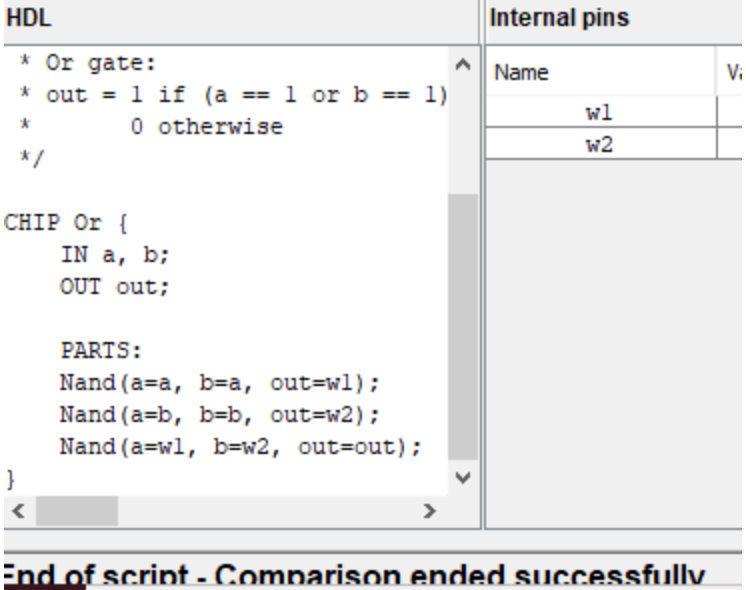 HDL
* Or gate:
* out = 1 if (a == 1 or b == 1)
*       0 otherwise
*/
CHIP Or {
    IN a, b;
    OUT out;
    PARTS:
    Nand(a=a, b=a, out=w1);
    Nand(a=b, b=b, out=w2);
    Nand(a=w1, b=w2, out=out);
}
Internal pins
Name
w1
w2
End of script - Comparison ended successfully